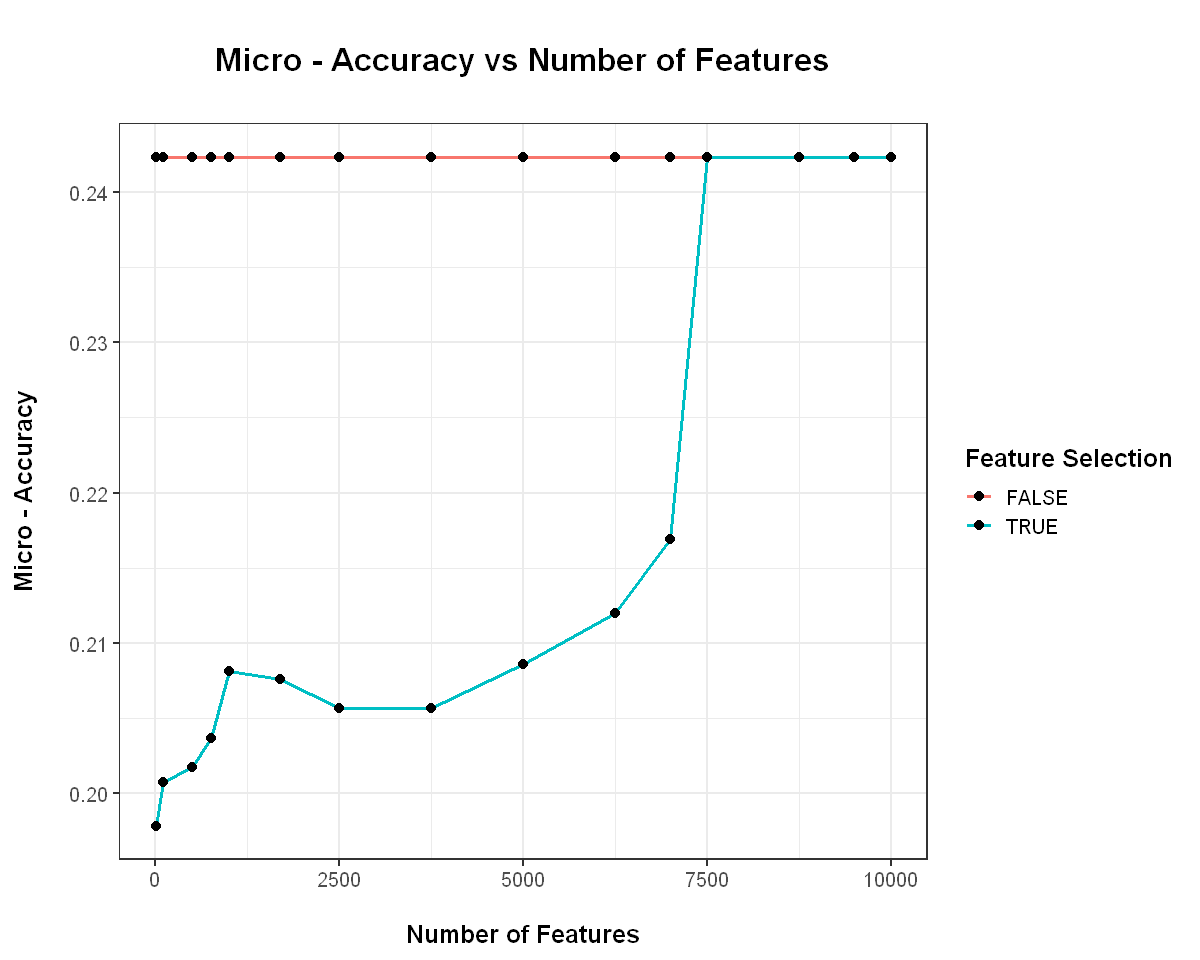 Micro - Accuracy vs Number of Features
0.24
0.23
0.22
0.21
0.20
Micro - Accuracy
0 2500 5000 7500 10000
Number of Features
Feature Selection
FALSE
TRUE